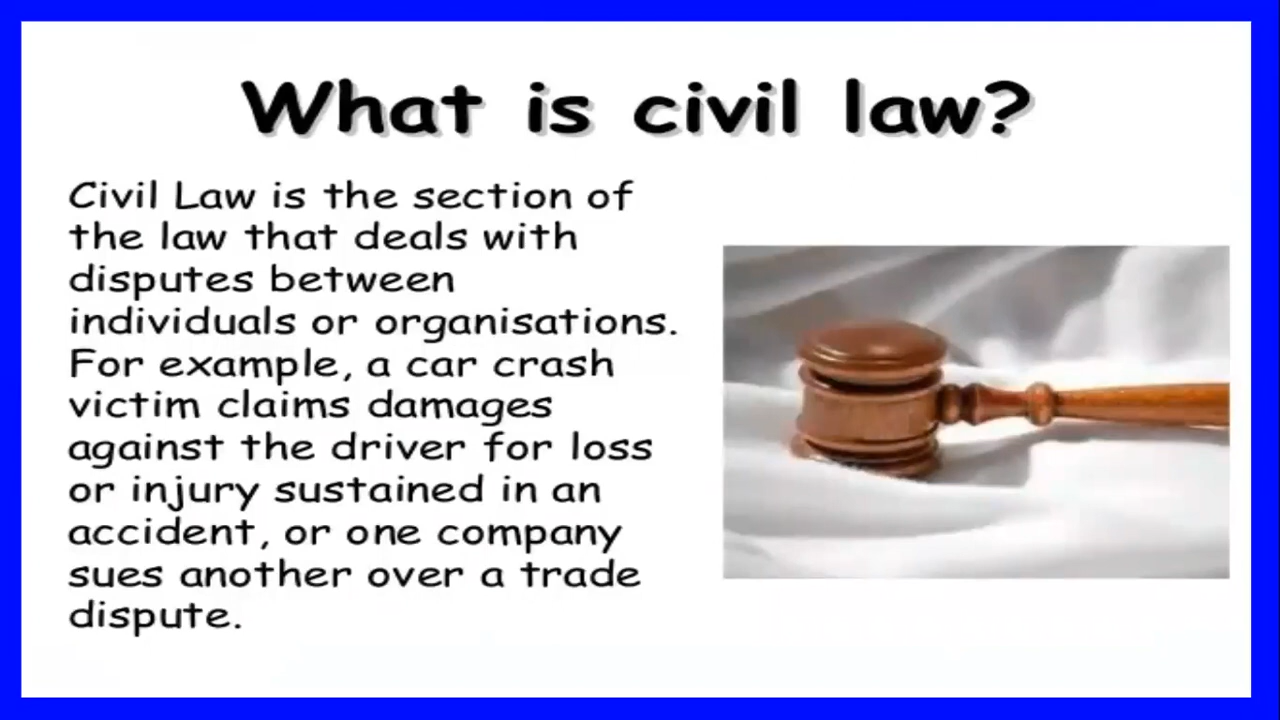 What is civil law?
Civil Law is the section of
the law that deals with
disputes between
individuals or organisations.
For example, a car crash
victim claims damages
against the driver for loss
or injury sustained in an
accident, or one company
sues another over a trade
dispute.